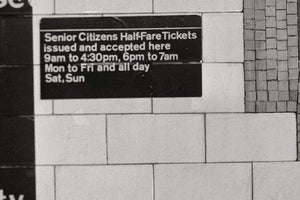 Senior Citizens Half-Fare Tickets
issued and accepted here
9am to 4:30pm, 6pm to 7am
Mon to Fri and all day
Sat, Sun